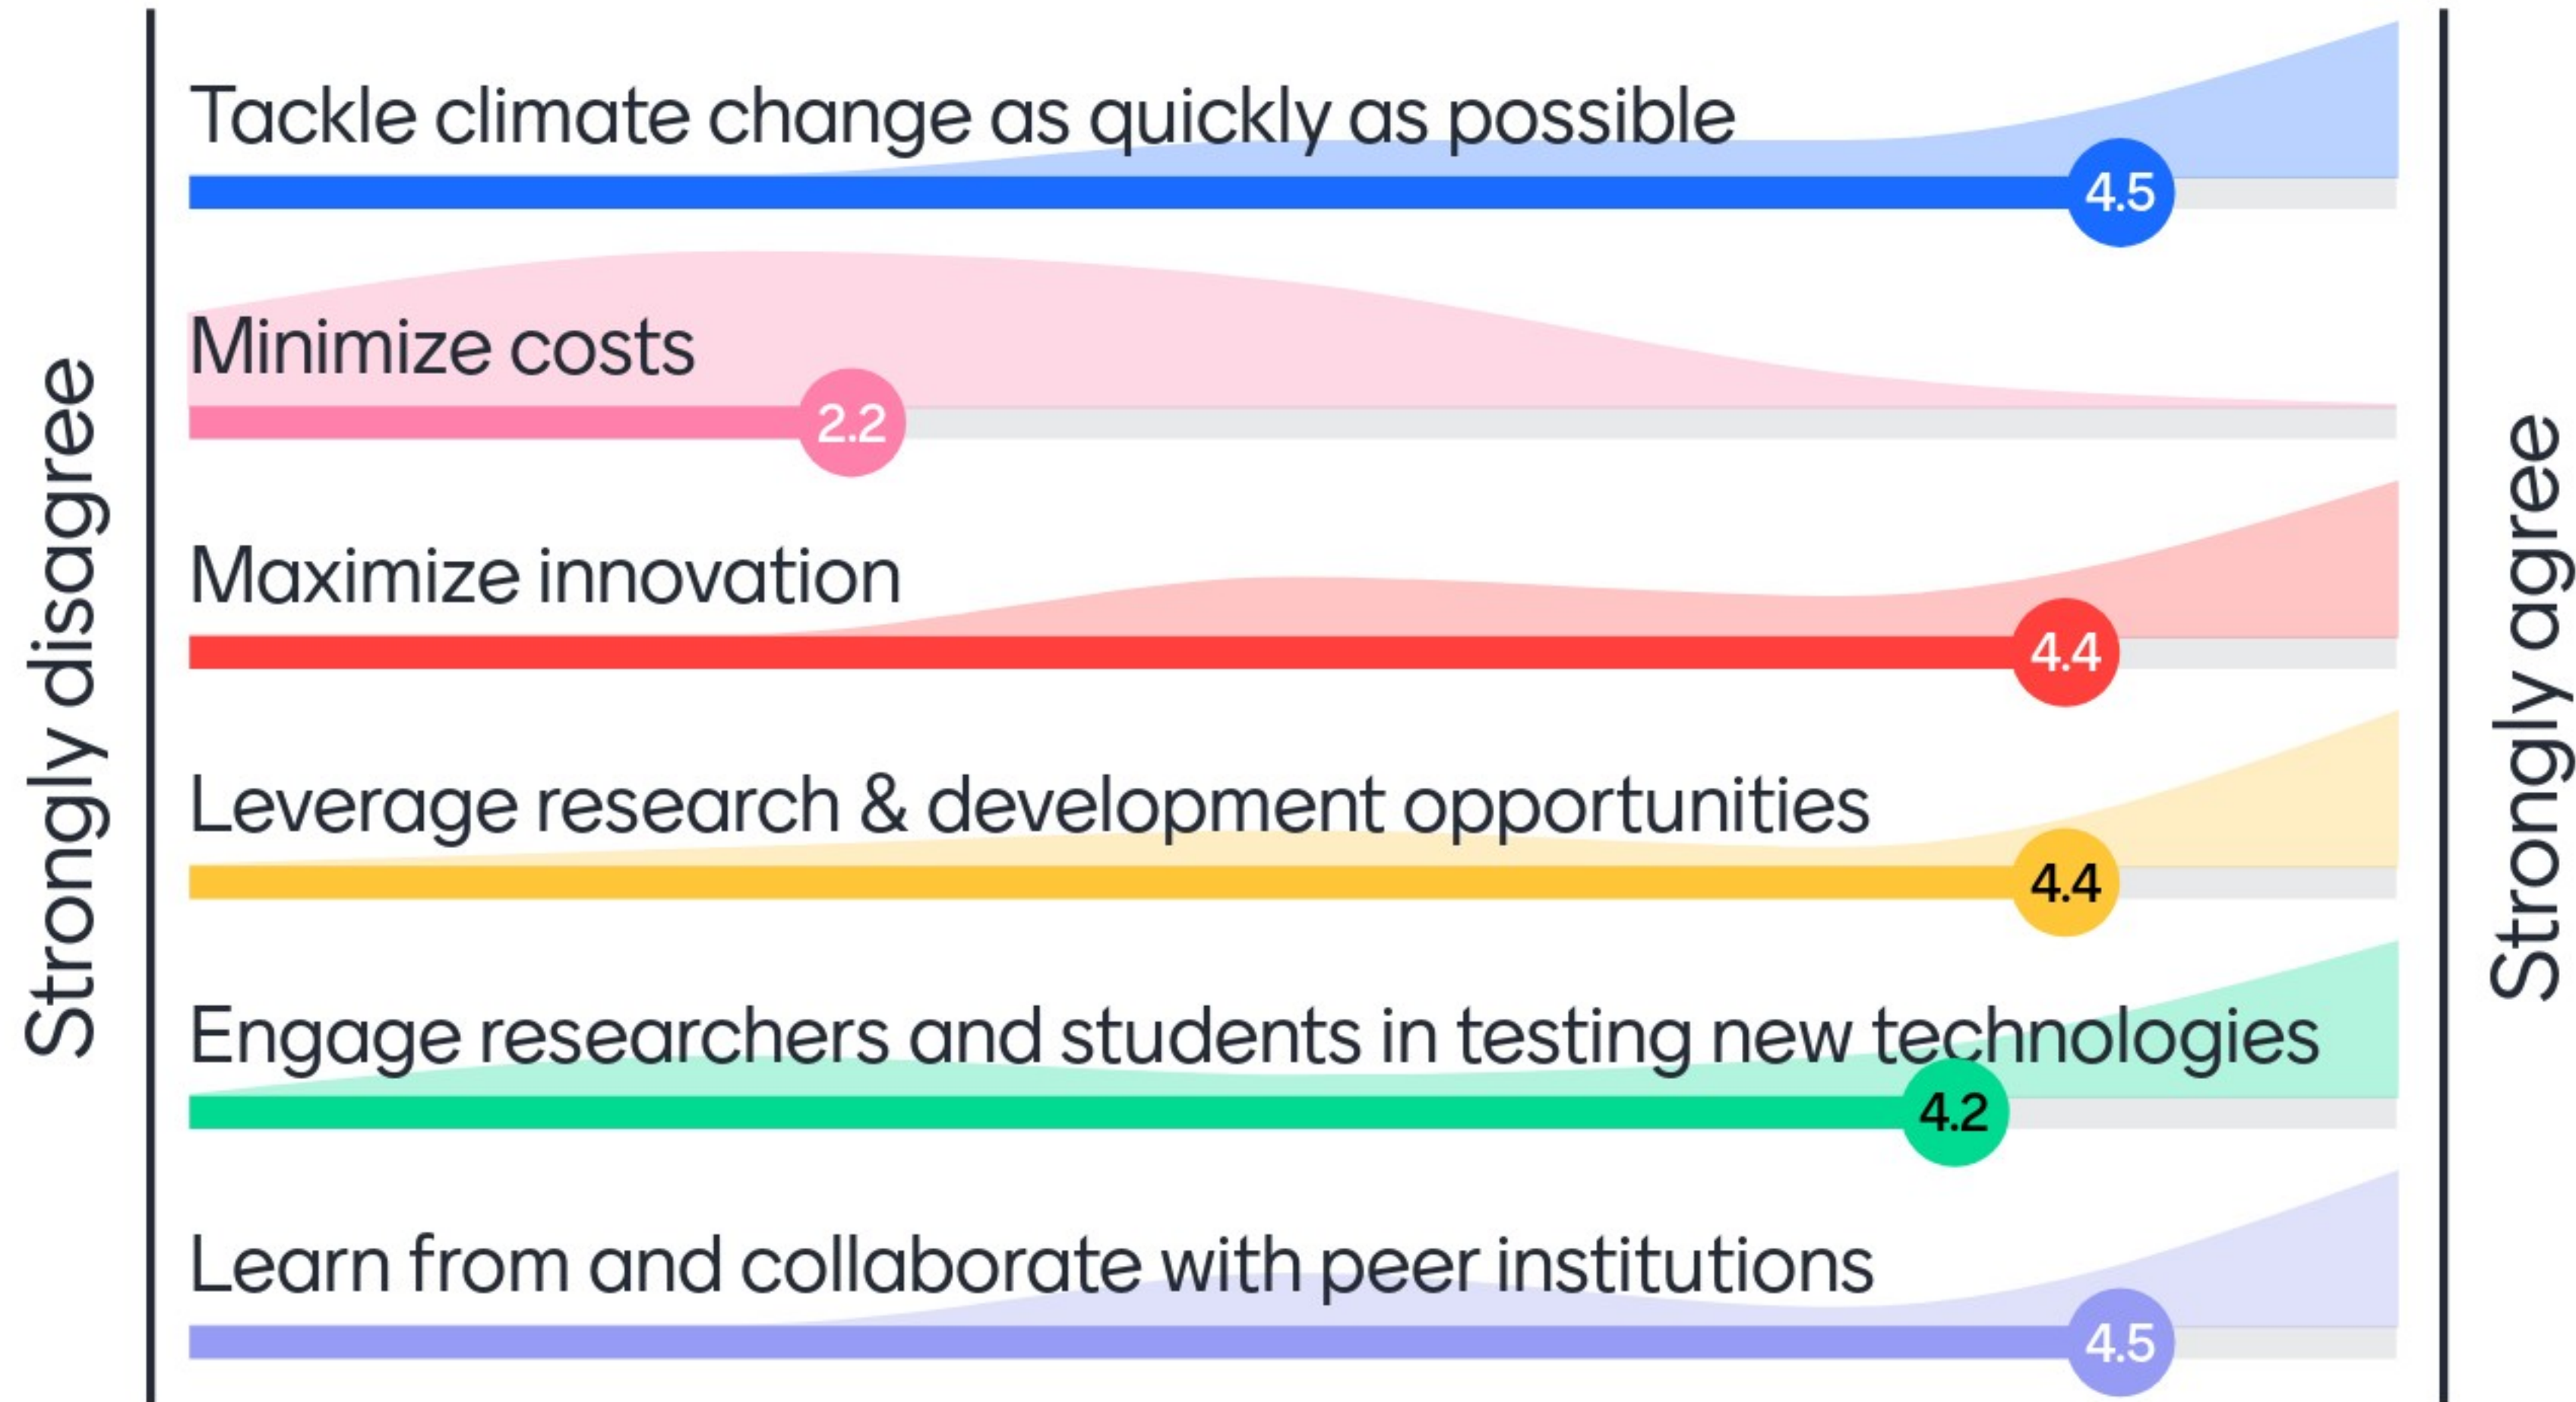 Strongly disagree
Tackle climate change as quickly as possible
4.5
Minimize costs
2.2
Maximize innovation
4.4
Leverage research & development opportunities
4.4
Engage researchers and students in testing new technologies
4.2
Learn from and collaborate with peer institutions
4.5
Strongly agree